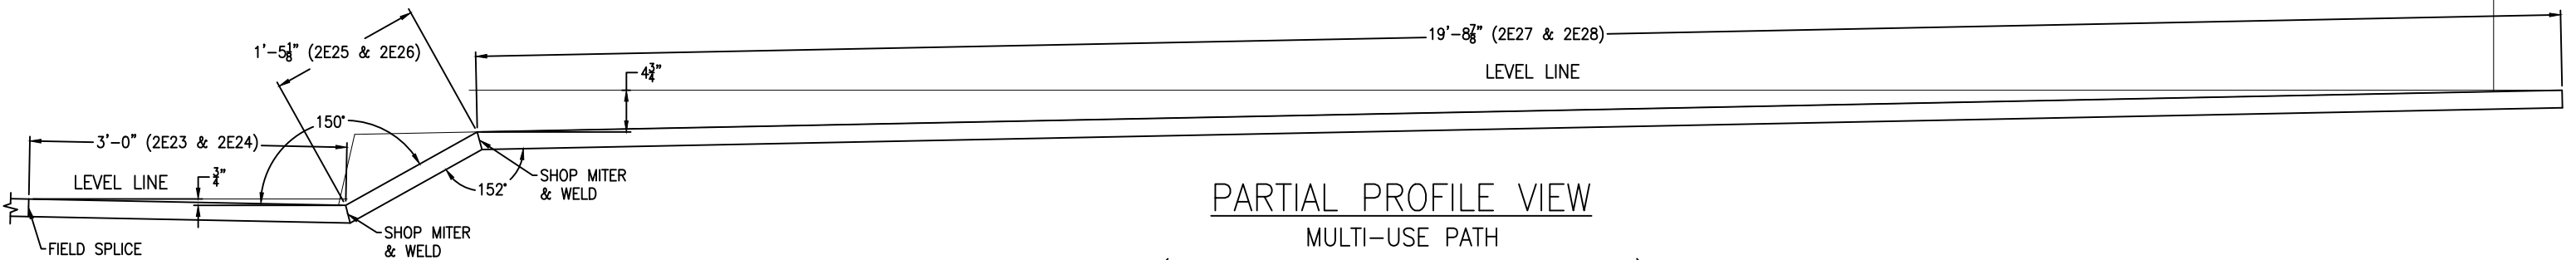 19'-8⅞" (2E27 & 2E28)
1'-5⅛" (2E25 & 2E26)
4¾"
LEVEL LINE
150°
3'-0" (2E23 & 2E24)
LEVEL LINE
¾"
152°
SHOP MITER
& WELD
PARTIAL PROFILE VIEW
MULTI-USE PATH
SHOP MITER
& WELD
FIELD SPLICE